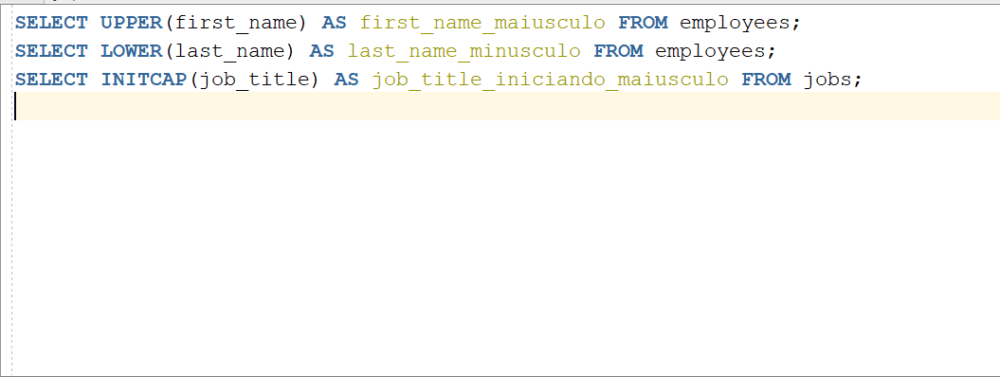 SELECT UPPER(first_name) AS first_name_maiusculo FROM employees;
SELECT LOWER(last_name) AS last_name_minusculo FROM employees;
SELECT INITCAP(job_title) AS job_title_iniciando_maiusculo FROM jobs;